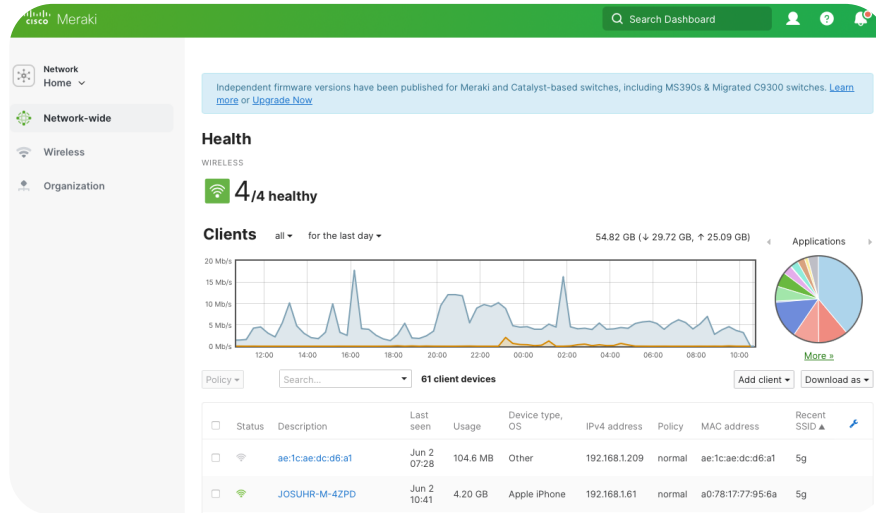 cisco Meraki
Search Dashboard
?
Network
Home
Network-wide
Wireless
Organization
Independent firmware versions have been published for Meraki and Catalyst-based switches, including MS390s & Migrated C9300 switches. Learn
more or Upgrade Now
Health
WIRELESS
4/4 healthy
Clients all for the last day 54.82 GB (↓ 29.72 GB, ↑ 25.09 GB)
Applications
20 Mb/s
15 Mb/s
10 Mb/s
5 Mb/s
0 Mb/s
12:00 14:00 16:00 18:00 20:00 22:00 00:00 02:00 04:00 06:00 08:00 10:00
More »
Policy Search... 61 client devices Add client Download as
Status Description Last seen Usage Device type, OS IPv4 address Policy MAC address Recent SSID
ae:1c:ae:dc:d6:a1 Jun 2 07:28 104.6 MB Other 192.168.1.209 normal ae:1c:ae:dc:d6:a1 5g
JOSUHR-M-4ZPD Jun 2 10:41 4.20 GB Apple iPhone 192.168.1.61 normal a0:78:17:77:95:6a 5g